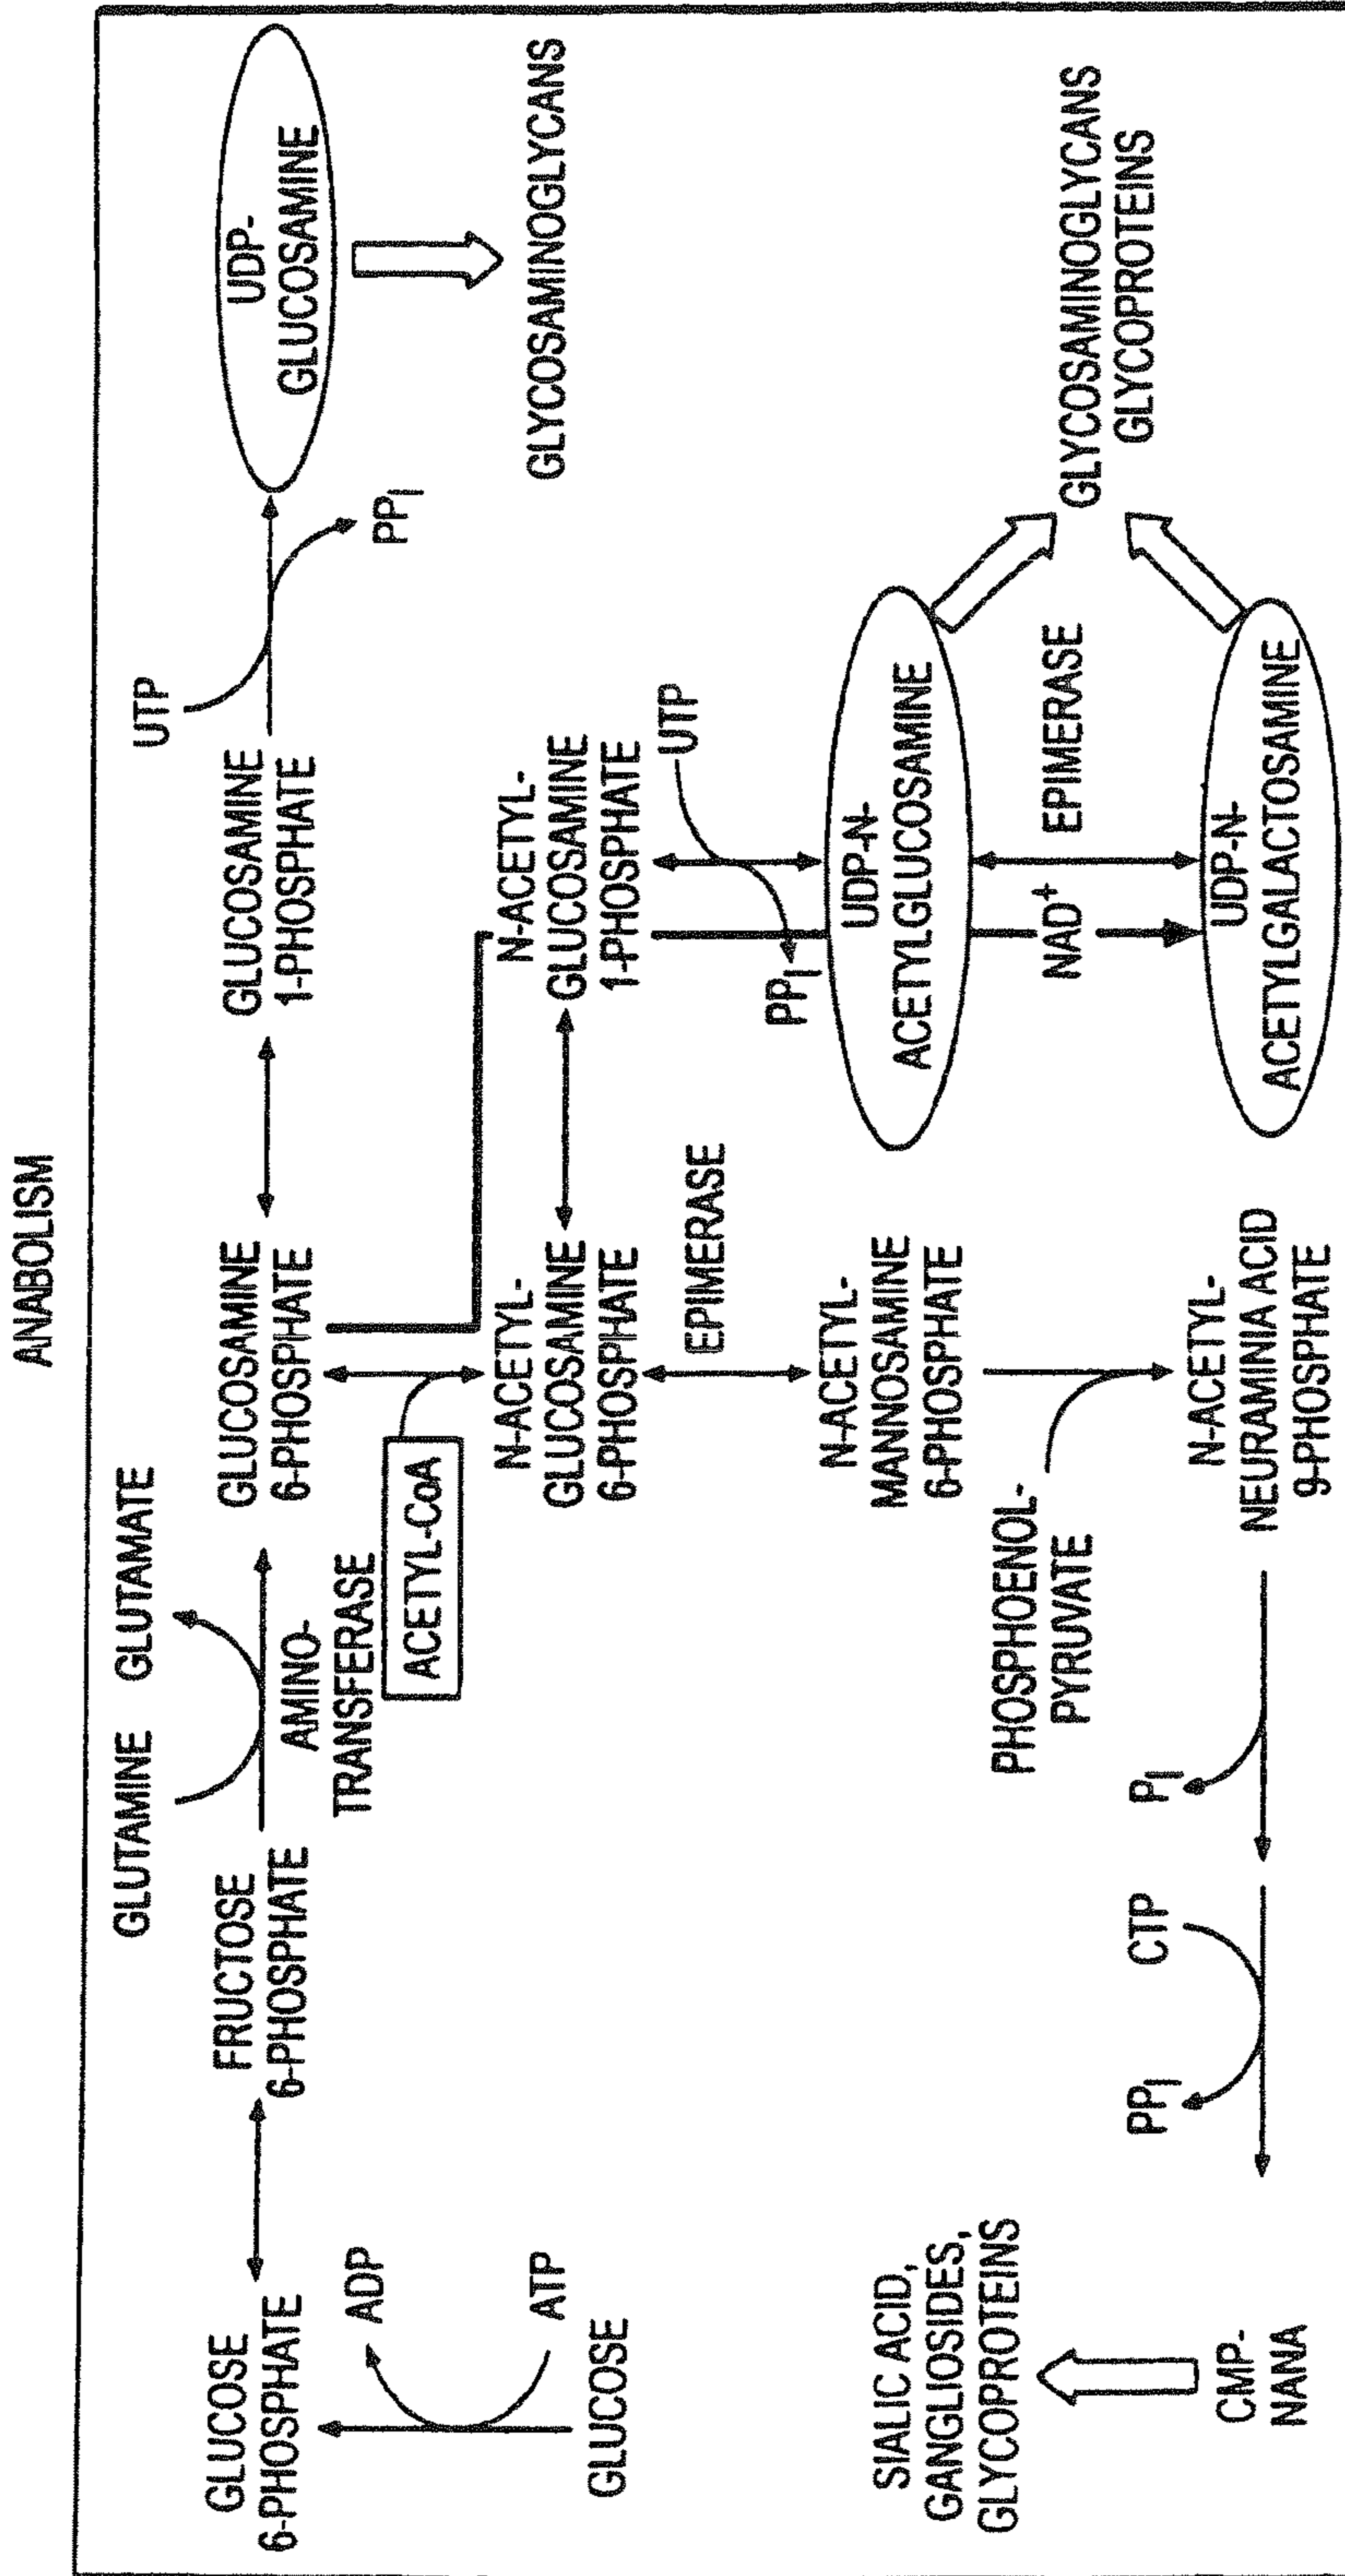 ANABOLISM
GLUTAMINE
GLUTAMATE
GLUCOSE
6-PHOSPHATE
FRUCTOSE
6-PHOSPHATE
AMINO-
TRANSFERASE
GLUCOSAMINE
6-PHOSPHATE
GLUCOSAMINE
1-PHOSPHATE
UTP
PPI
UDP-
GLUCOSAMINE
GLYCOSAMINOGLYCANS
ADP
ATP
GLUCOSE
ACETYL-CoA
N-ACETYL-
GLUCOSAMINE
6-PHOSPHATE
N-ACETYL-
GLUCOSAMINE
1-PHOSPHATE
EPIMERASE
UTP
PPI
N-ACETYL-
MANNOSAMINE
6-PHOSPHATE
UDP-N-
ACETYLGLUCOSAMINE
GLYCOSAMINOGLYCANS
GLYCOPROTEINS
NAD+
EPIMERASE
PHOSPHOENOL-
PYRUVATE
SIALIC ACID,
GANGLIOSIDES,
GLYCOPROTEINS
PPI
CTP
PI
CMP-
NANA
N-ACETYL-
NEURAMINIA ACID
9-PHOSPHATE
UDP-N-
ACETYLGALACTOSAMINE